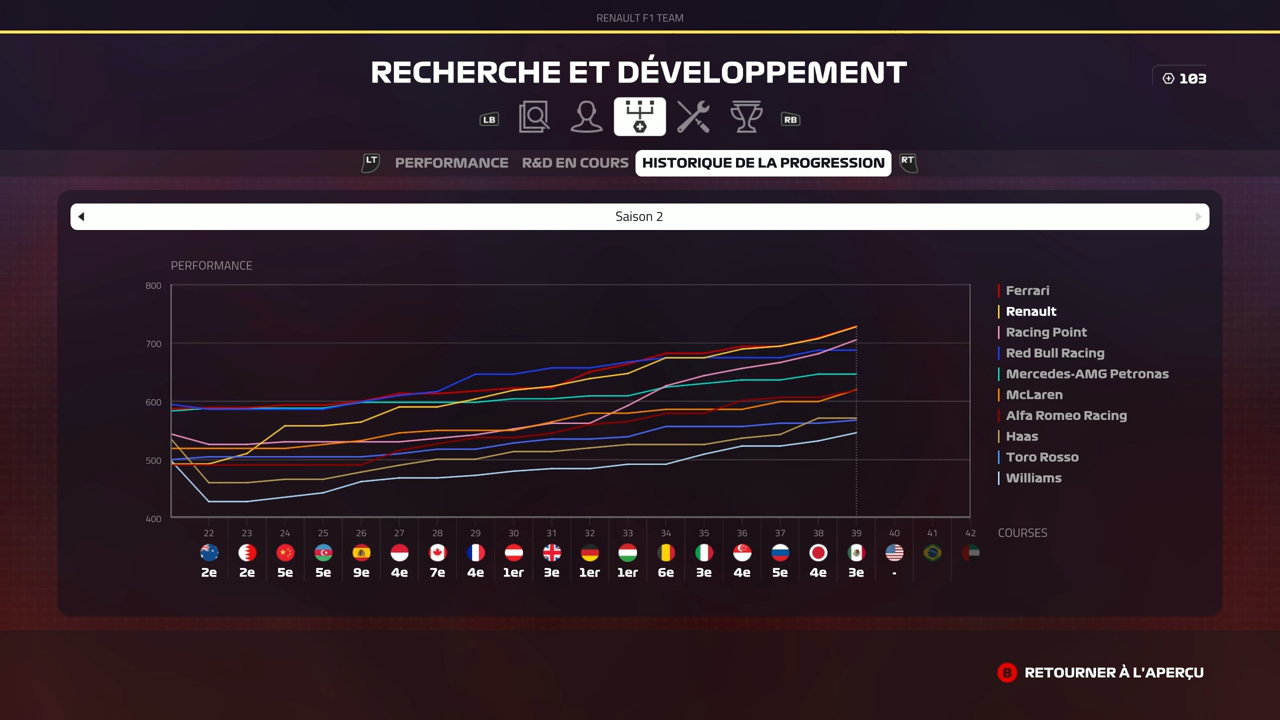 RENAULT F1 TEAM
RECHERCHE ET DÉVELOPPEMENT
103
LB
RB
LT PERFORMANCE R&D EN COURS HISTORIQUE DE LA PROGRESSION RT
Saison 2
PERFORMANCE
800
700
600
500
400
Ferrari
Renault
Racing Point
Red Bull Racing
Mercedes-AMG Petronas
McLaren
Alfa Romeo Racing
Haas
Toro Rosso
Williams
22 23 24 25 26 27 28 29 30 31 32 33 34 35 36 37 38 39 40 41 42 COURSES
2e 2e 5e 5e 9e 4e 7e 4e 1er 3e 1er 1er 6e 3e 4e 5e 4e 3e -
B RETOURNER À L'APERÇU